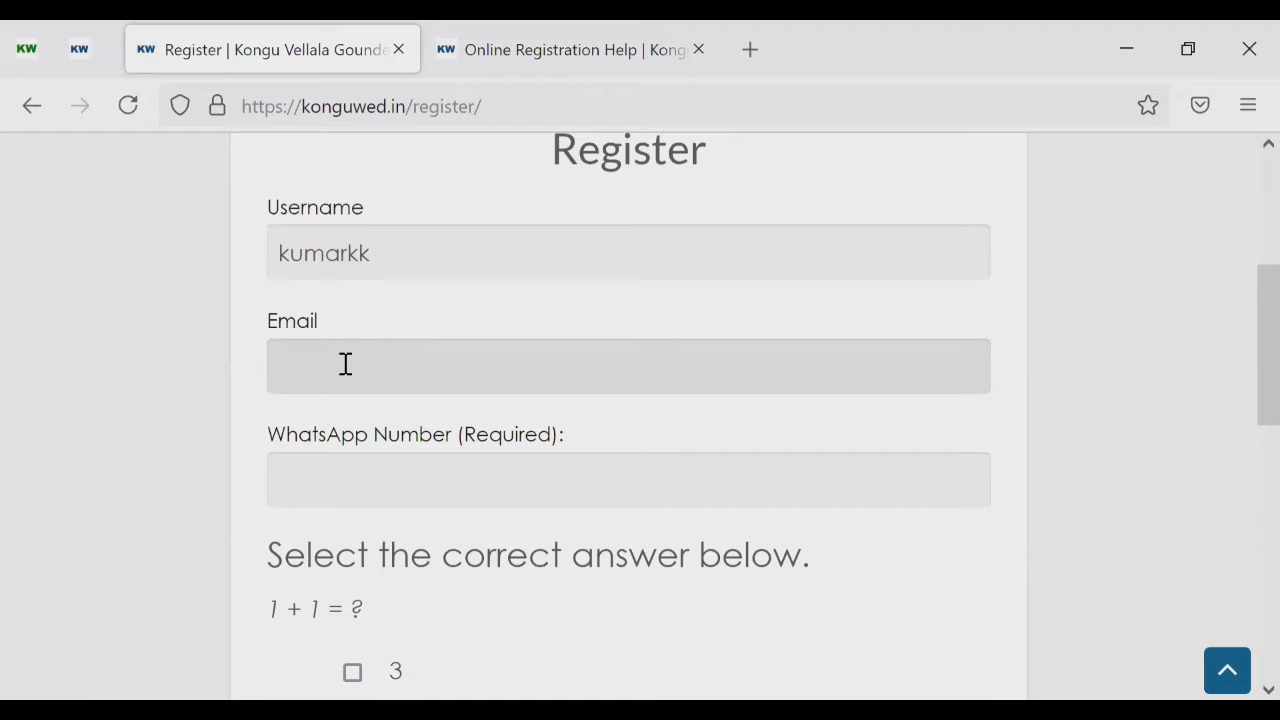 KW
KW
KW Register | Kongu Vellala Gounde
KW Online Registration Help | Kong
https://konguwed.in/register/
Register
Username
kumarkk
Email
WhatsApp Number (Required):
Select the correct answer below.
1 + 1 = ?
3